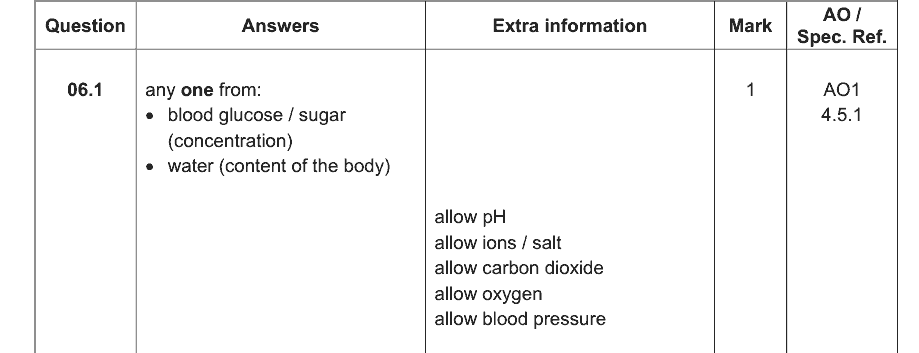 Question Answers Extra information Mark AO /
Spec. Ref.
06.1 any one from: 1 AO1
• blood glucose / sugar 4.5.1
(concentration)
• water (content of the body)
allow pH
allow ions / salt
allow carbon dioxide
allow oxygen
allow blood pressure